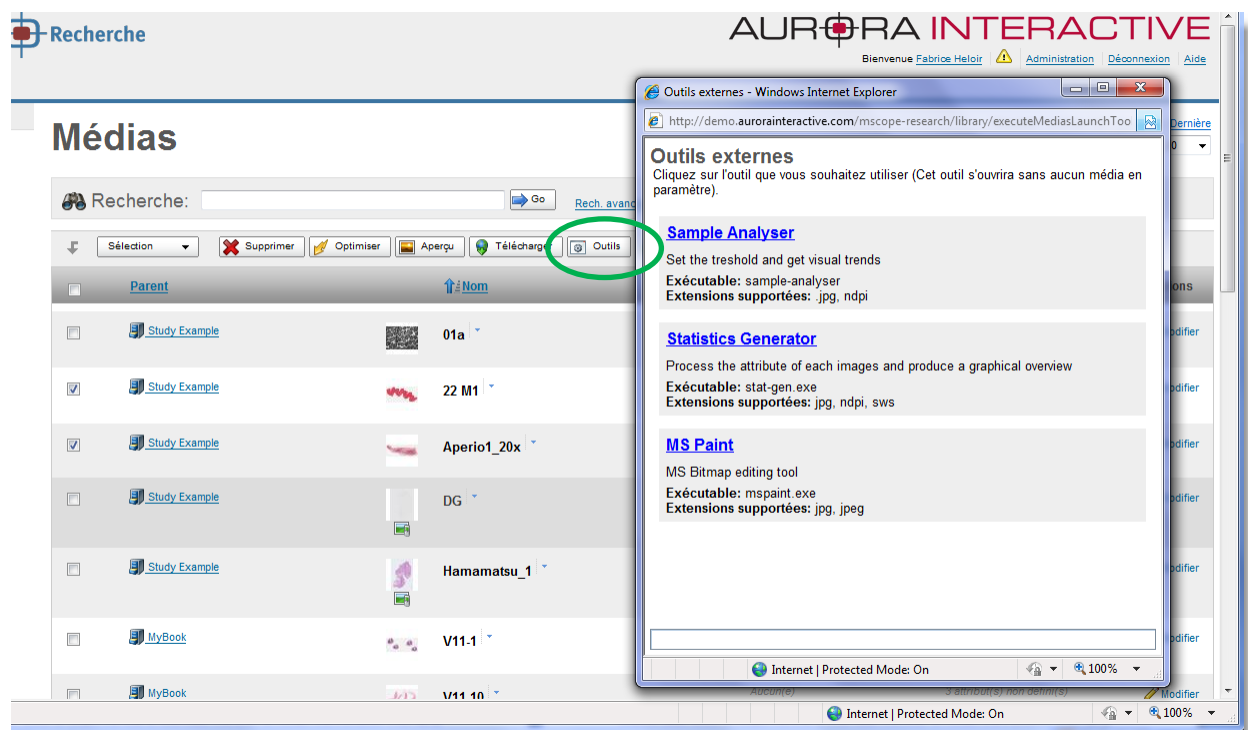 Recherche
AURORA INTERACTIVE
Bienvenue Fabrice Heloir Administration Déconnexion Aide
Médias
Dernière
0
Recherche: Go Rech. avanc
Sélection Supprimer Optimiser Aperçu Télécharger Outils
Parent Nom ons
Study Example 01a odifier
Study Example 22 M1 odifier
Study Example Aperio1_20x odifier
Study Example DG odifier
Study Example Hamamatsu_1 odifier
MyBook V11-1 odifier
MyBook V11 10 Aucun(e) 3 attribut(s) non défini(s) Modifier
Internet | Protected Mode: On 100%
Outils externes - Windows Internet Explorer
http://demo.aurorainteractive.com/mscope-research/library/executeMediasLaunchToo
Outils externes
Cliquez sur l'outil que vous souhaitez utiliser (Cet outil s'ouvrira sans aucun média en
paramètre).
Sample Analyser
Set the treshold and get visual trends
Exécutable: sample-analyser
Extensions supportées: .jpg, ndpi
Statistics Generator
Process the attribute of each images and produce a graphical overview
Exécutable: stat-gen.exe
Extensions supportées: jpg, ndpi, sws
MS Paint
MS Bitmap editing tool
Exécutable: mspaint.exe
Extensions supportées: jpg, jpeg
Internet | Protected Mode: On 100%